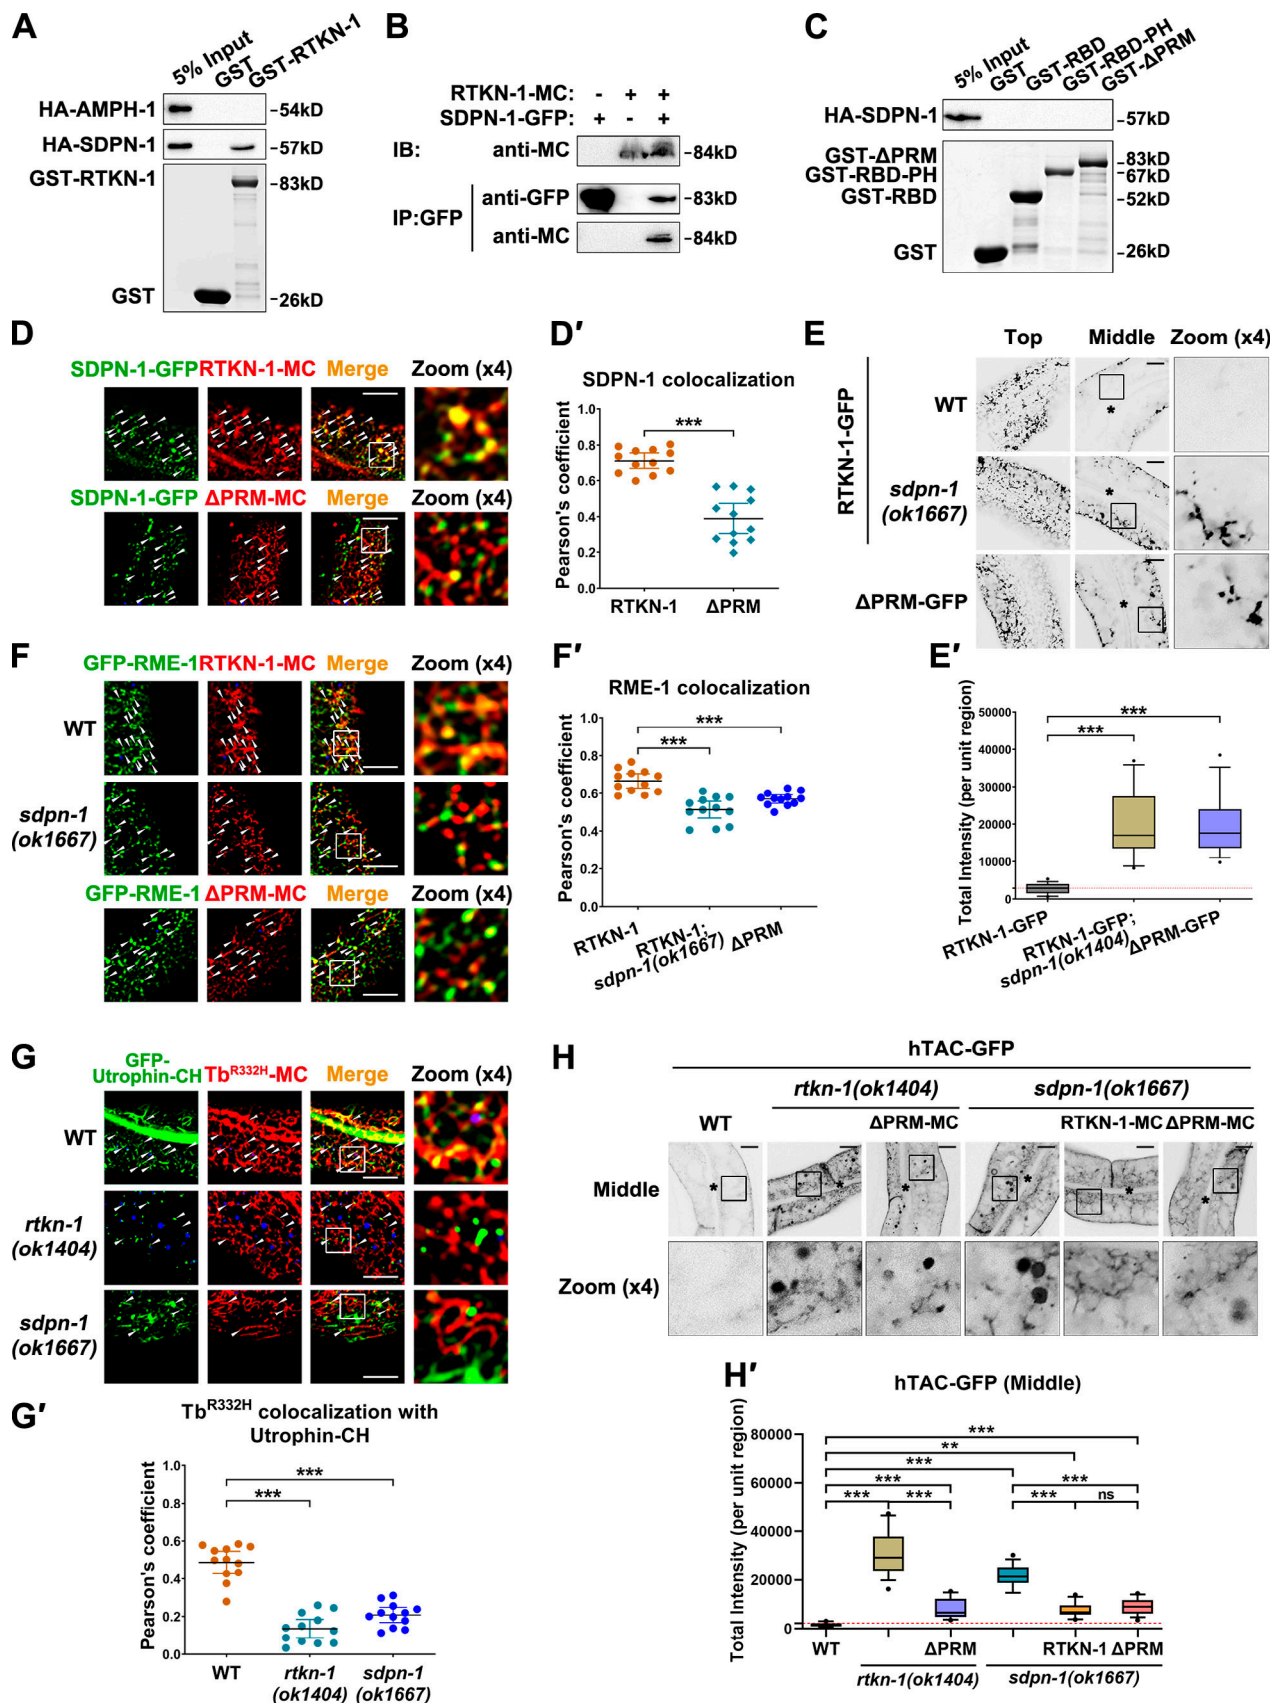 A
5% Input
GST
GST-RTKN-1
HA-AMPH-1
-54kD
HA-SDPN-1
-57kD
GST-RTKN-1
-83kD
GST
-26kD
B
RTKN-1-MC: - + +
SDPN-1-GFP: + - +
IB: anti-MC -84kD
anti-GFP -83kD
IP:GFP
anti-MC -84kD
C
5% Input
GST
GST-RBD
GST-RBD-PH
GST-ΔPRM
HA-SDPN-1 -57kD
GST-ΔPRM -83kD
GST-RBD-PH -67kD
GST-RBD -52kD
GST -26kD
D
SDPN-1-GFP RTKN-1-MC Merge Zoom (x4)
SDPN-1-GFP ΔPRM-MC Merge Zoom (x4)
D′
SDPN-1 colocalization
Pearson's coefficient
1.0
0.8
0.6
0.4
0.2
0.0
***
RTKN-1 ΔPRM
E
Top Middle Zoom (x4)
RTKN-1-GFP
WT
*
sdpn-1
(ok1667)
*
ΔPRM-GFP
*
E′
Total Intensity (per unit region)
50000
40000
30000
20000
10000
0
***
***
RTKN-1-GFP
RTKN-1-GFP;
sdpn-1(ok1404)
ΔPRM-GFP
F
GFP-RME-1 RTKN-1-MC Merge Zoom (x4)
WT
sdpn-1
(ok1667)
GFP-RME-1 ΔPRM-MC Merge Zoom (x4)
F′
RME-1 colocalization
Pearson's coefficient
1.0
0.8
0.6
0.4
0.2
0.0
***
***
RTKN-1
RTKN-1;
sdpn-1(ok1667)
ΔPRM
G
GFP-
Utrophin-CH Tb^R332H-MC Merge Zoom (x4)
WT
rtkn-1
(ok1404)
sdpn-1
(ok1667)
G′
Tb^R332H colocalization with
Utrophin-CH
Pearson's coefficient
1.0
0.8
0.6
0.4
0.2
0.0
***
***
WT rtkn-1 sdpn-1
(ok1404) (ok1667)
H
hTAC-GFP
rtkn-1(ok1404) sdpn-1(ok1667)
WT ΔPRM-MC RTKN-1-MC ΔPRM-MC
Middle
* * * * * *
Zoom (x4)
H′
hTAC-GFP (Middle)
Total Intensity (per unit region)
80000
60000
40000
20000
0
***
**
***
*** ***
*** *** *** ns
WT ΔPRM RTKN-1 ΔPRM
rtkn-1(ok1404) sdpn-1(ok1667)